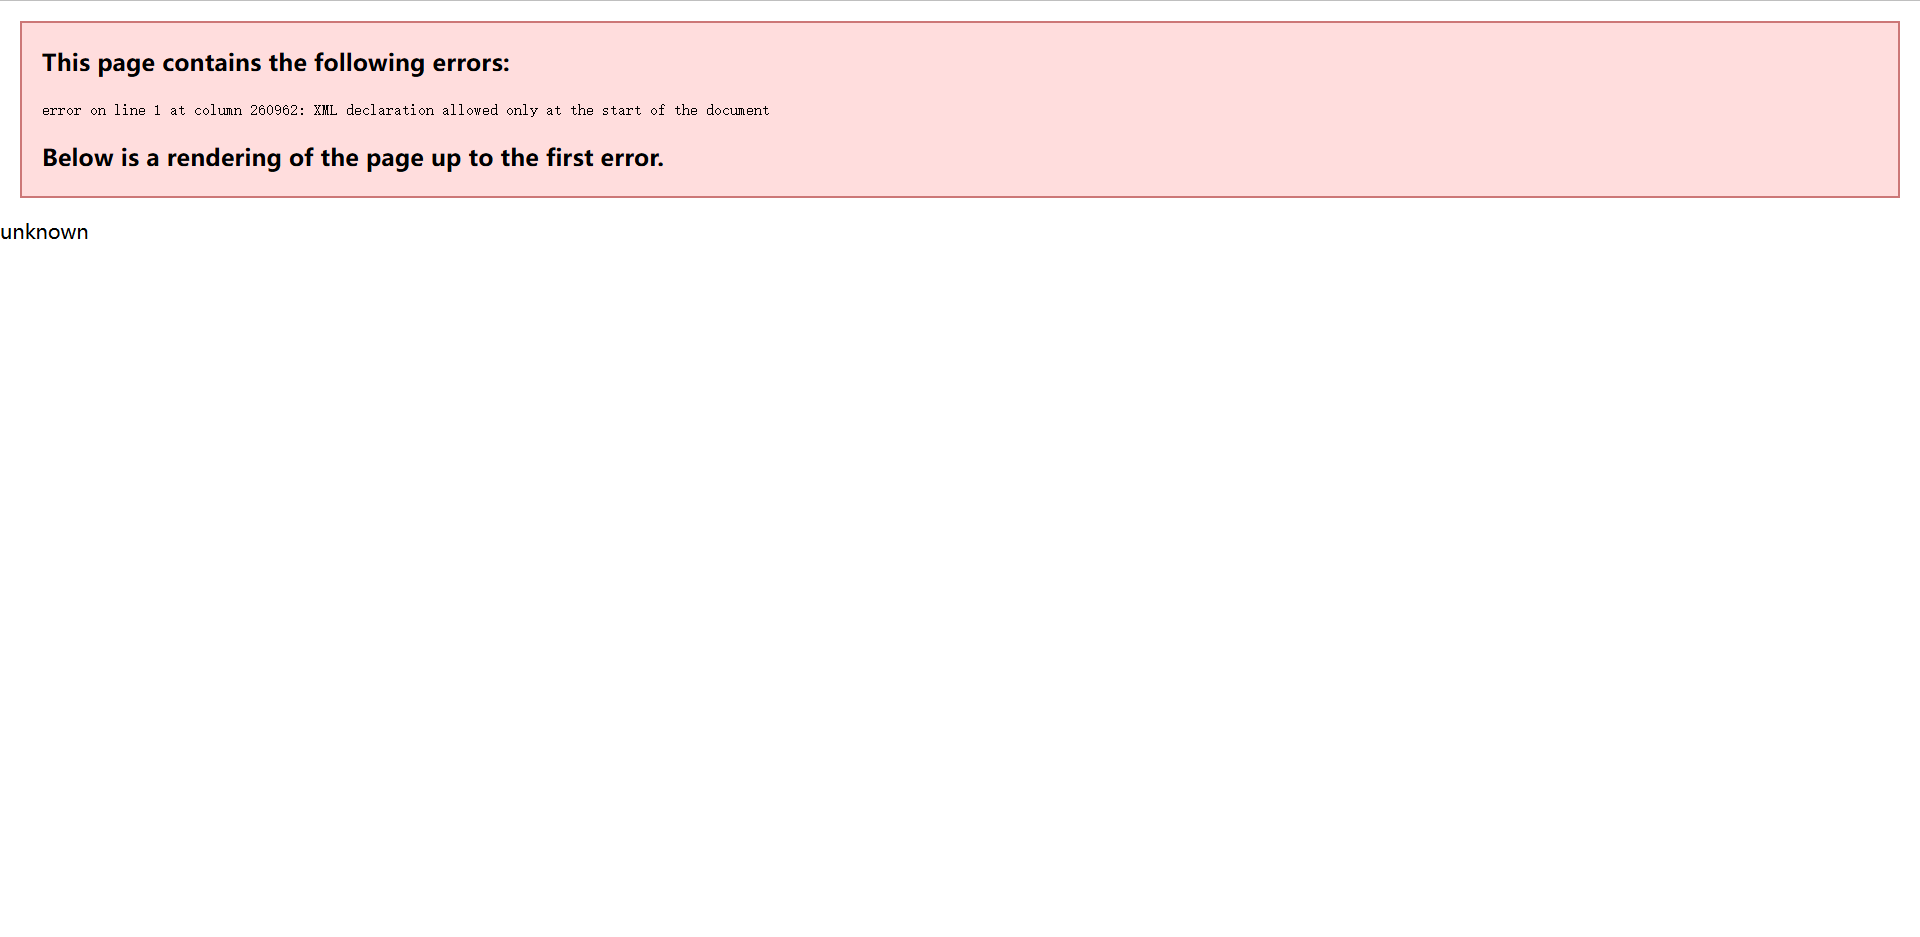 This page contains the following errors:
error on line 1 at column 260962: XML declaration allowed only at the start of the document
Below is a rendering of the page up to the first error.
unknown